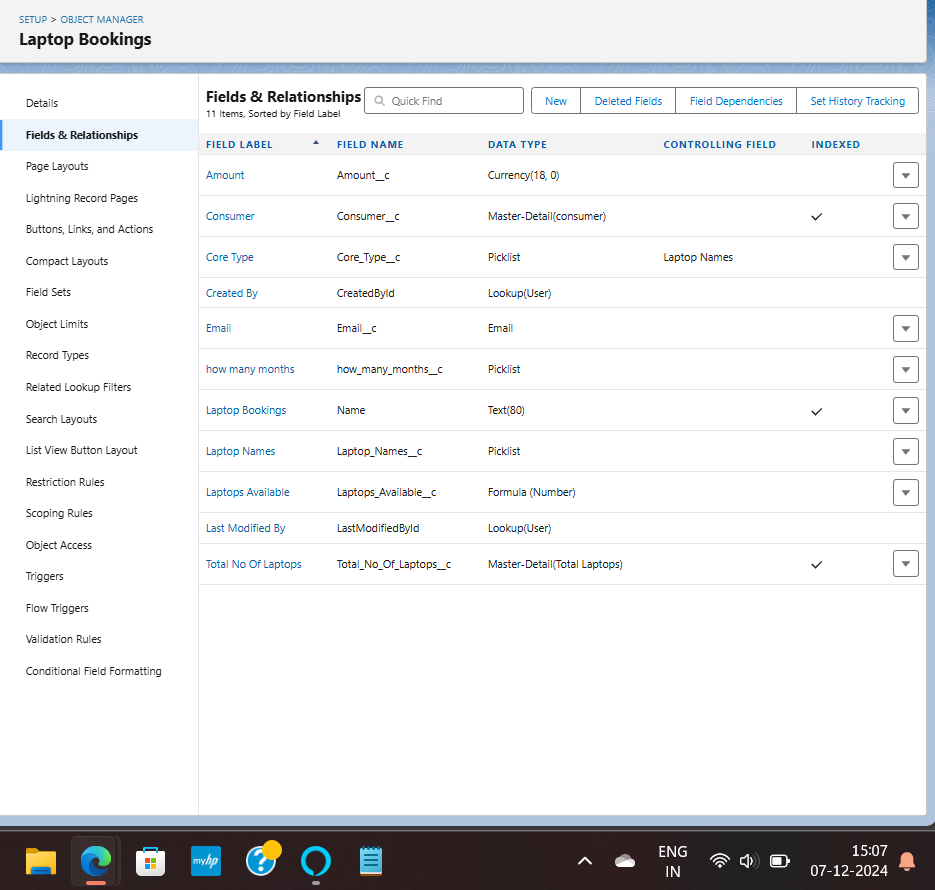 SETUP > OBJECT MANAGER
Laptop Bookings
Details
Fields & Relationships
Page Layouts
Lightning Record Pages
Buttons, Links, and Actions
Compact Layouts
Field Sets
Object Limits
Record Types
Related Lookup Filters
Search Layouts
List View Button Layout
Restriction Rules
Scoping Rules
Object Access
Triggers
Flow Triggers
Validation Rules
Conditional Field Formatting
Fields & Relationships
11 Items, Sorted by Field Label
Quick Find
New
Deleted Fields
Field Dependencies
Set History Tracking
FIELD LABEL FIELD NAME DATA TYPE CONTROLLING FIELD INDEXED
Amount Amount__c Currency(18, 0)
Consumer Consumer__c Master-Detail(consumer)
Core Type Core_Type__c Picklist Laptop Names
Created By CreatedById Lookup(User)
Email Email__c Email
how many months how_many_months__c Picklist
Laptop Bookings Name Text(80)
Laptop Names Laptop_Names__c Picklist
Laptops Available Laptops_Available__c Formula (Number)
Last Modified By LastModifiedById Lookup(User)
Total No Of Laptops Total_No_Of_Laptops__c Master-Detail(Total Laptops)
myhp
?
ENG
IN
15:07
07-12-2024